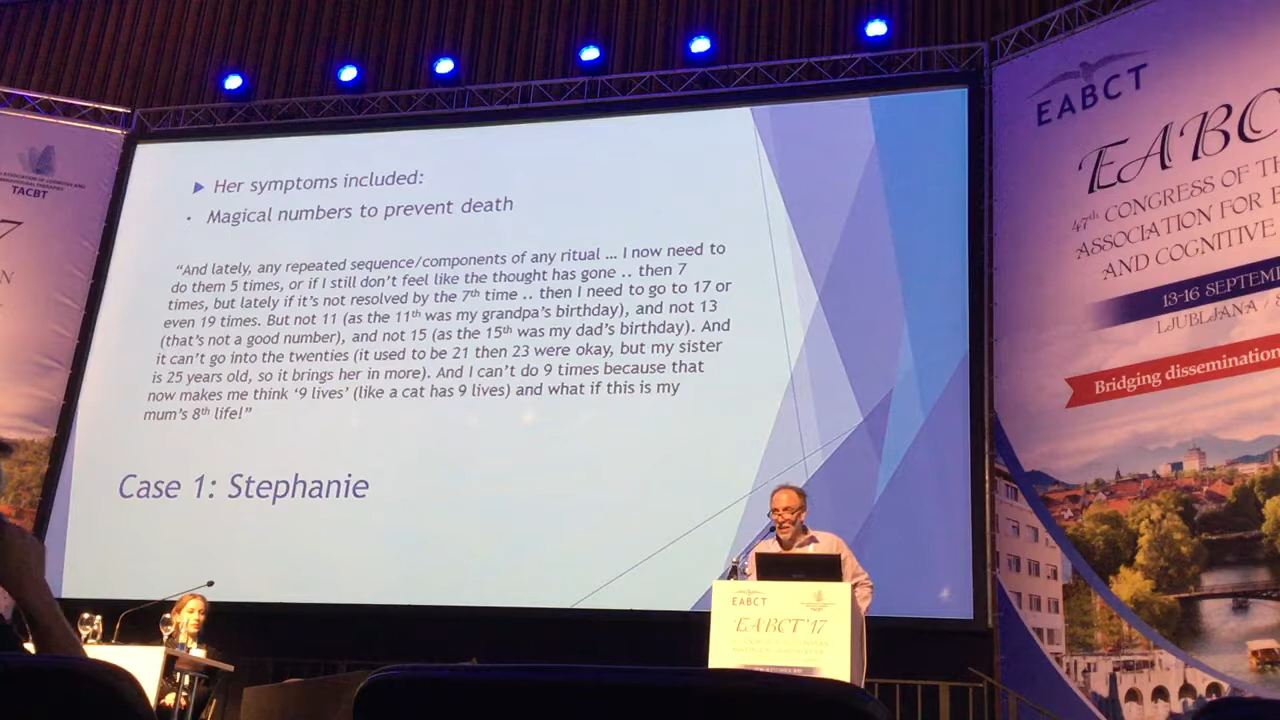 Her symptoms included:
• Magical numbers to prevent death
“And lately, any repeated sequence/components of any ritual ... I now need to
do them 5 times, or if I still don’t feel like the thought has gone .. then 7
times, but lately if it’s not resolved by the 7th time .. then I need to go to 17 or
even 19 times. But not 11 (as the 11th was my grandpa’s birthday), and not 13
(that’s not a good number), and not 15 (as the 15th was my dad’s birthday). And
it can’t go into the twenties (it used to be 21 then 23 were okay, but my sister
is 25 years old, so it brings her in more). And I can’t do 9 times because that
now makes me think ‘9 lives’ (like a cat has 9 lives) and what if this is my
mum’s 8th life!”
Case 1: Stephanie
TACBT
7
EABCT
EABC
47th CONGRESS OF
ASSOCIATION FOR
AND COGNITIVE
13-16 SEPTEM
LJUBLJANA /
Bridging dissemination
EABCT
TACBT
EABCT'17